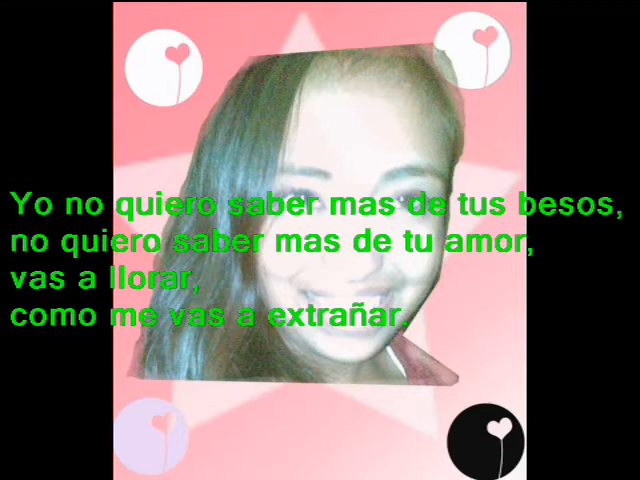 Yo no quiero saber mas de tus besos,
no quiero saber mas de tu amor,
vas a llorar,
como me vas a extrañar.